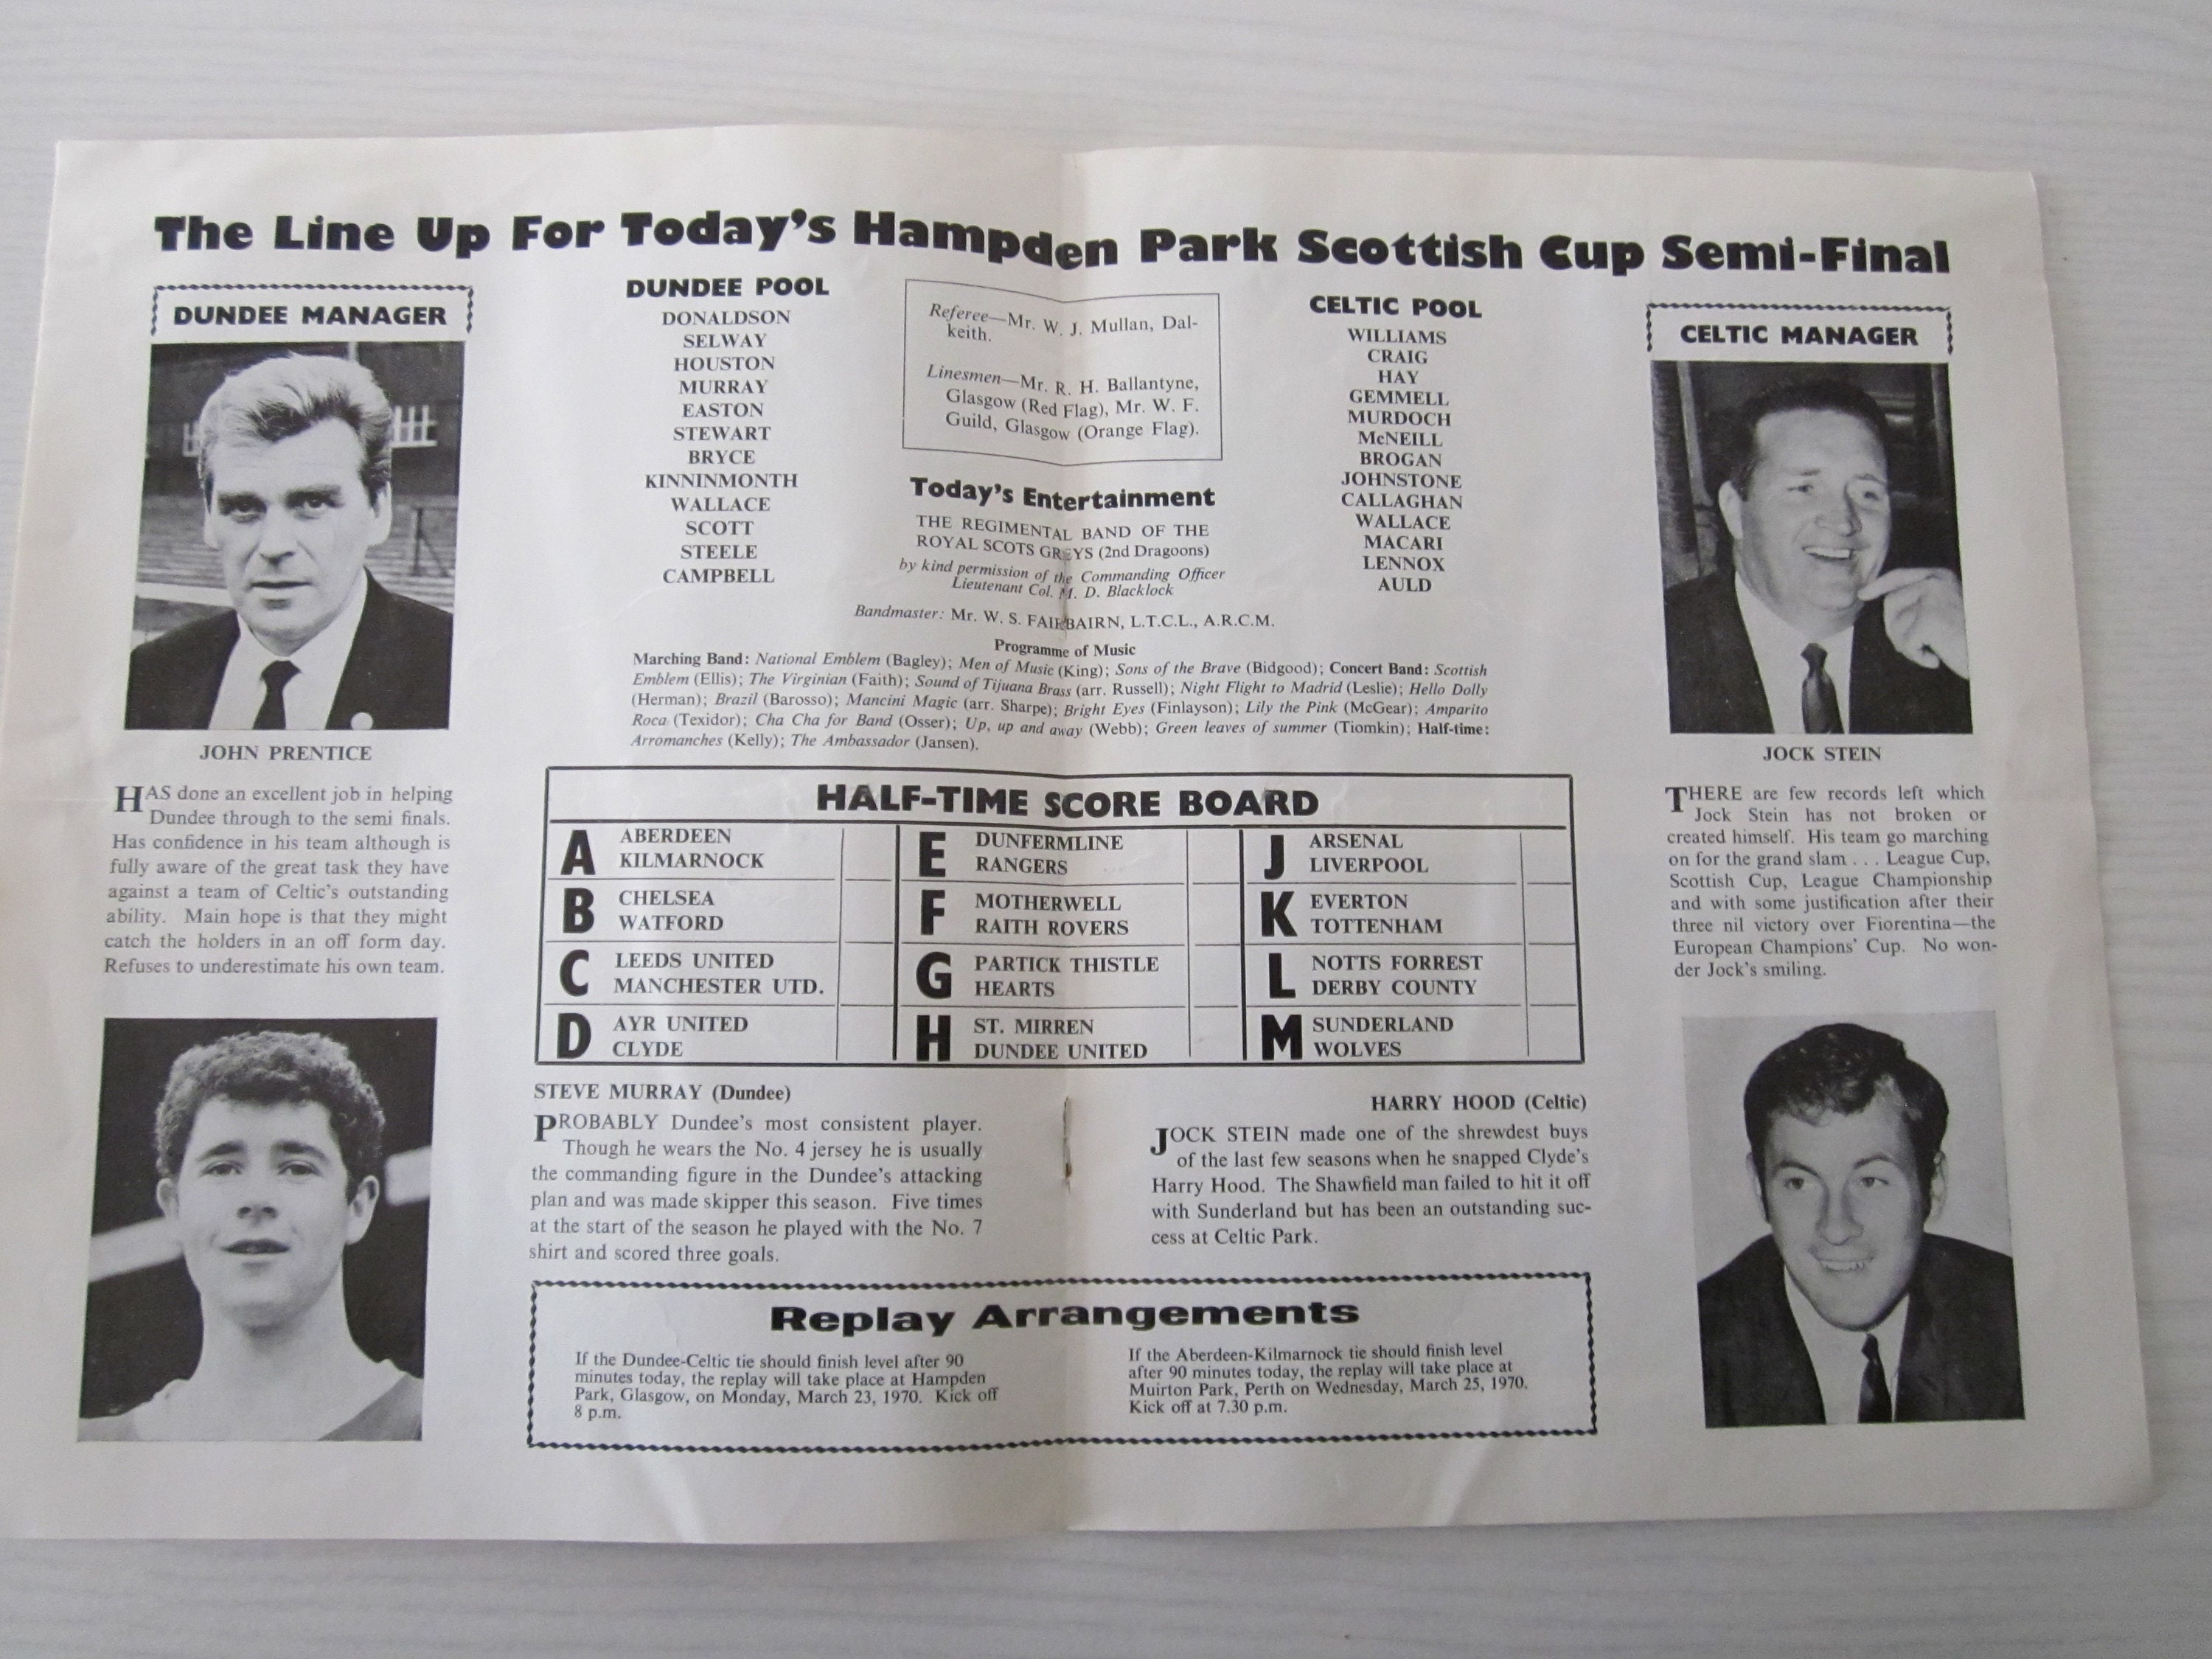 The Line Up For Today's Hampden Park Scottish Cup Semi-Final
DUNDEE MANAGER
JOHN PRENTICE
HAS done an excellent job in helping
Dundee through to the semi finals.
Has confidence in his team although is
fully aware of the great task they have
against a team of Celtic's outstanding
ability. Main hope is that they might
catch the holders in an off form day.
Refuses to underestimate his own team.
DUNDEE POOL
DONALDSON
SELWAY
HOUSTON
MURRAY
EASTON
STEWART
BRYCE
KINNINMONTH
WALLACE
SCOTT
STEELE
CAMPBELL
Referee—Mr. W. J. Mullan, Dal-
keith.
Linesmen—Mr. R. H. Ballantyne,
Glasgow (Red Flag), Mr. W. F.
Guild, Glasgow (Orange Flag).
Today's Entertainment
THE REGIMENTAL BAND OF THE
ROYAL SCOTS GREYS (2nd Dragoons)
by kind permission of the Commanding Officer
Lieutenant Col. M. D. Blacklock
Bandmaster: Mr. W. S. FAIRBAIRN, L.T.C.L., A.R.C.M.
CELTIC POOL
WILLIAMS
CRAIG
HAY
GEMMELL
MURDOCH
McNEILL
BROGAN
JOHNSTONE
CALLAGHAN
WALLACE
MACARI
LENNOX
AULD
CELTIC MANAGER
JOCK STEIN
THERE are few records left which
Jock Stein has not broken or
created himself. His team go marching
on for the grand slam . . . League Cup,
Scottish Cup, League Championship
and with some justification after their
three nil victory over Fiorentina—the
European Champions' Cup. No won-
der Jock's smiling.
Programme of Music
Marching Band: National Emblem (Bagley); Men of Music (King); Sons of the Brave (Bidgood); Concert Band: Scottish
Emblem (Ellis); The Virginian (Faith); Sound of Tijuana Brass (arr. Russell); Night Flight to Madrid (Leslie); Hello Dolly
(Herman); Brazil (Barosso); Mancini Magic (arr. Sharpe); Bright Eyes (Finlayson); Lily the Pink (McGear); Amparito
Roca (Texidor); Cha Cha for Band (Osser); Up, up and away (Webb); Green leaves of summer (Tiomkin); Half-time:
Arromanches (Kelly); The Ambassador (Jansen).
HALF-TIME SCORE BOARD
A ABERDEEN
KILMARNOCK
B CHELSEA
WATFORD
C LEEDS UNITED
MANCHESTER UTD.
D AYR UNITED
CLYDE
E DUNFERMLINE
RANGERS
F MOTHERWELL
RAITH ROVERS
G PARTICK THISTLE
HEARTS
H ST. MIRREN
DUNDEE UNITED
J ARSENAL
LIVERPOOL
K EVERTON
TOTTENHAM
L NOTTS FORREST
DERBY COUNTY
M SUNDERLAND
WOLVES
STEVE MURRAY (Dundee)
PROBABLY Dundee's most consistent player.
Though he wears the No. 4 jersey he is usually
the commanding figure in the Dundee's attacking
plan and was made skipper this season. Five times
at the start of the season he played with the No. 7
shirt and scored three goals.
HARRY HOOD (Celtic)
JOCK STEIN made one of the shrewdest buys
of the last few seasons when he snapped Clyde's
Harry Hood. The Shawfield man failed to hit it off
with Sunderland but has been an outstanding suc-
cess at Celtic Park.
Replay Arrangements
If the Dundee-Celtic tie should finish level after 90
minutes today, the replay will take place at Hampden
Park, Glasgow, on Monday, March 23, 1970. Kick off
8 p.m.
If the Aberdeen-Kilmarnock tie should finish level
after 90 minutes today, the replay will take place at
Muirton Park, Perth on Wednesday, March 25, 1970.
Kick off at 7.30 p.m.